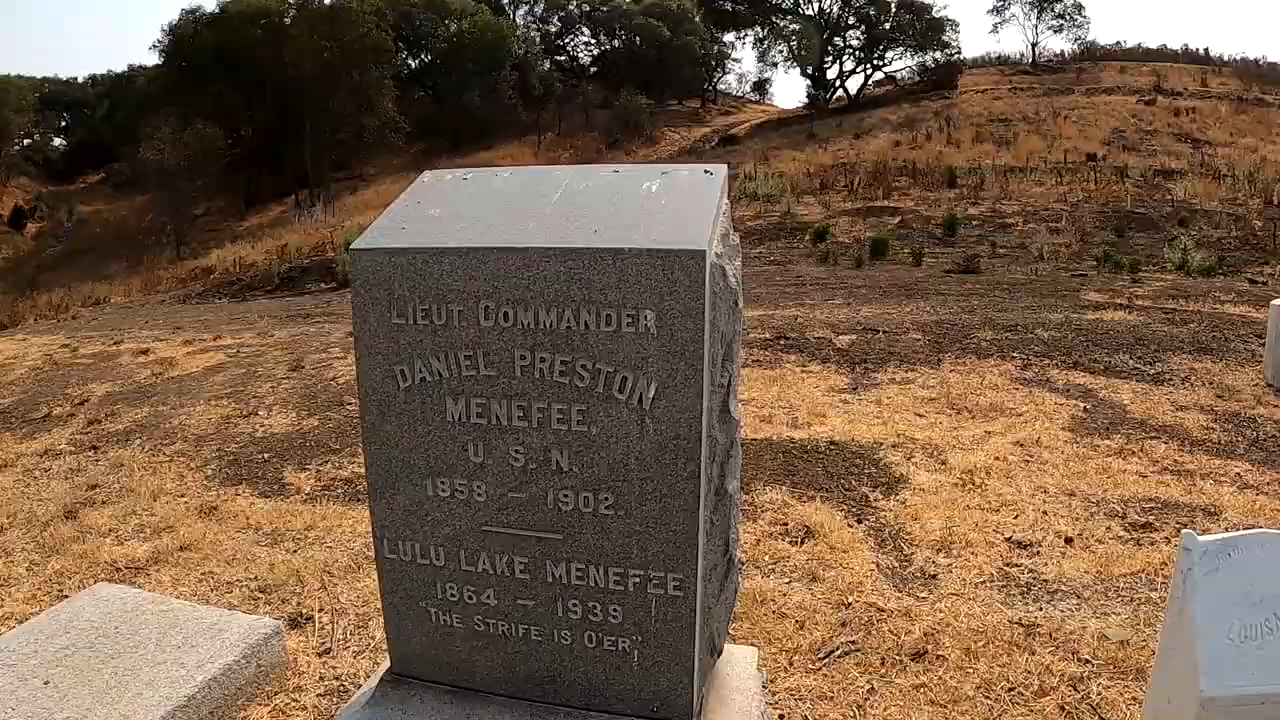 LIEUT COMMANDER
DANIEL PRESTON
MENEFEE,
U. S. N.
1858 – 1902.
LULU LAKE MENEFEE
1864 – 1939
"THE STRIFE IS O'ER,"